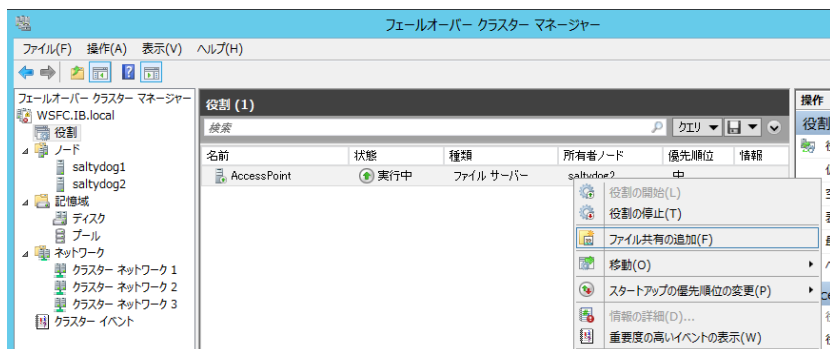 フェールオーバー クラスター マネージャー
ファイル(F) 操作(A) 表示(V) ヘルプ(H)
フェールオーバー クラスター マネージャー
WSFC.IB.local
役割
ノード
saltydog1
saltydog2
記憶域
ディスク
プール
ネットワーク
クラスター ネットワーク 1
クラスター ネットワーク 2
クラスター ネットワーク 3
クラスター イベント
役割 (1)
検索
クエリ
名前 状態 種類 所有者ノード 優先順位 情報
AccessPoint 実行中 ファイル サーバー saltydog2 中
役割の開始(L)
役割の停止(T)
ファイル共有の追加(F)
移動(O)
スタートアップの優先順位の変更(P)
情報の詳細(D)...
重要度の高いイベントの表示(W)
操作
役割